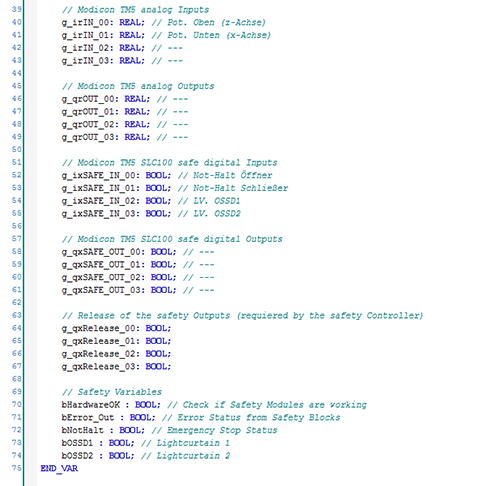 39 // Modicon TM5 analog Inputs
40 g_irIN_00: REAL; // Pot. Oben (z-Achse)
41 g_irIN_01: REAL; // Pot. Unten (x-Achse)
42 g_irIN_02: REAL; // ---
43 g_irIN_03: REAL; // ---
44
45 // Modicon TM5 analog Outputs
46 g_qrOUT_00: REAL; // ---
47 g_qrOUT_01: REAL; // ---
48 g_qrOUT_02: REAL; // ---
49 g_qrOUT_03: REAL; // ---
50
51 // Modicon TM5 SLC100 safe digital Inputs
52 g_ixSAFE_IN_00: BOOL; // Not-Halt Öffner
53 g_ixSAFE_IN_01: BOOL; // Not-Halt Schließer
54 g_ixSAFE_IN_02: BOOL; // LV. OSSD1
55 g_ixSAFE_IN_03: BOOL; // LV. OSSD2
56
57 // Modicon TM5 SLC100 safe digital Outputs
58 g_qxSAFE_OUT_00: BOOL; // ---
59 g_qxSAFE_OUT_01: BOOL; // ---
60 g_qxSAFE_OUT_02: BOOL; // ---
61 g_qxSAFE_OUT_03: BOOL; // ---
62
63 // Release of the safety Outputs (requiered by the safety Controller)
64 g_qxRelease_00: BOOL;
65 g_qxRelease_01: BOOL;
66 g_qxRelease_02: BOOL;
67 g_qxRelease_03: BOOL;
68
69 // Safety Variables
70 bHardwareOK : BOOL; // Check if Safety Modules are working
71 bError_Out : BOOL; // Error Status from Safety Blocks
72 bNotHalt : BOOL; // Emergency Stop Status
73 bOSSD1 : BOOL; // Lightcurtain 1
74 bOSSD2 : BOOL; // Lightcurtain 2
75 END_VAR